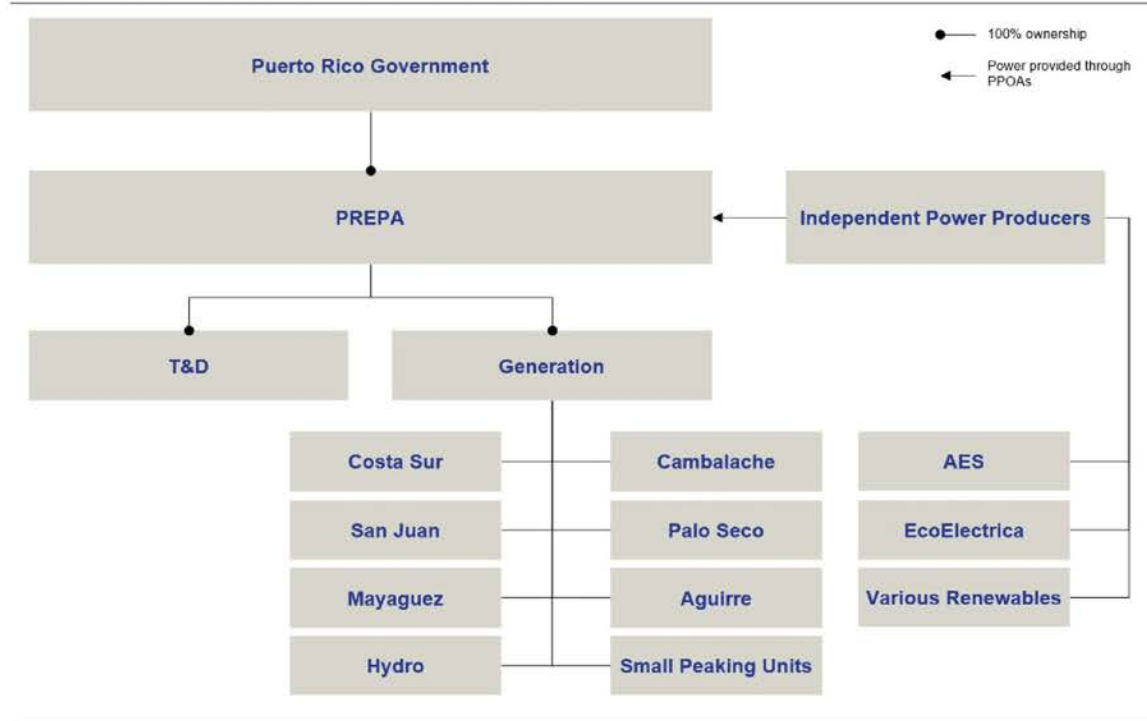 100% ownership
Power provided through
PPOAs
Puerto Rico Government
PREPA
Independent Power Producers
T&D
Generation
Costa Sur
Cambalache
AES
San Juan
Palo Seco
EcoElectrica
Mayaguez
Aguirre
Various Renewables
Hydro
Small Peaking Units